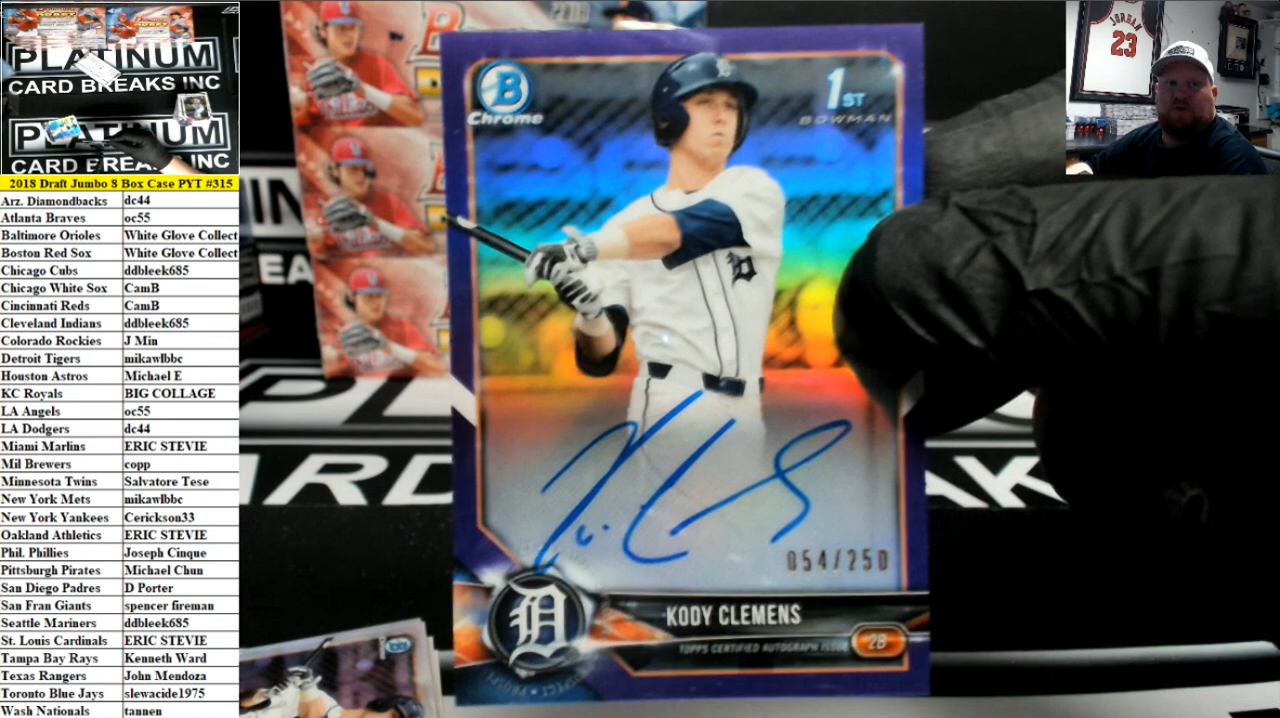 PLATINUM
CARD BREAKS INC
PLATINUM
CARD BREA INC
2018 Draft Jumbo 8 Box Case PYT #315
Arz. Diamondbacks dc44
Atlanta Braves oc55
Baltimore Orioles White Glove Collect
Boston Red Sox White Glove Collect
Chicago Cubs ddbleek685
Chicago White Sox CamB
Cincinnati Reds CamB
Cleveland Indians ddbleek685
Colorado Rockies J Min
Detroit Tigers mikawlbbc
Houston Astros Michael E
KC Royals BIG COLLAGE
LA Angels oc55
LA Dodgers dc44
Miami Marlins ERIC STEVIE
Mil Brewers copp
Minnesota Twins Salvatore Tese
New York Mets mikawlbbc
New York Yankees Cerickson33
Oakland Athletics ERIC STEVIE
Phil. Phillies Joseph Cinque
Pittsburgh Pirates Michael Chun
San Diego Padres D Porter
San Fran Giants spencer fireman
Seattle Mariners ddbleek685
St. Louis Cardinals ERIC STEVIE
Tampa Bay Rays Kenneth Ward
Texas Rangers John Mendoza
Toronto Blue Jays slewacide1975
Wash Nationals tannen
B
Chrome
1ST
BOWMAN
D
054/250
D
KODY CLEMENS
TOPPS CERTIFIED AUTOGRAPH ISSUE
2B
JORDAN
23